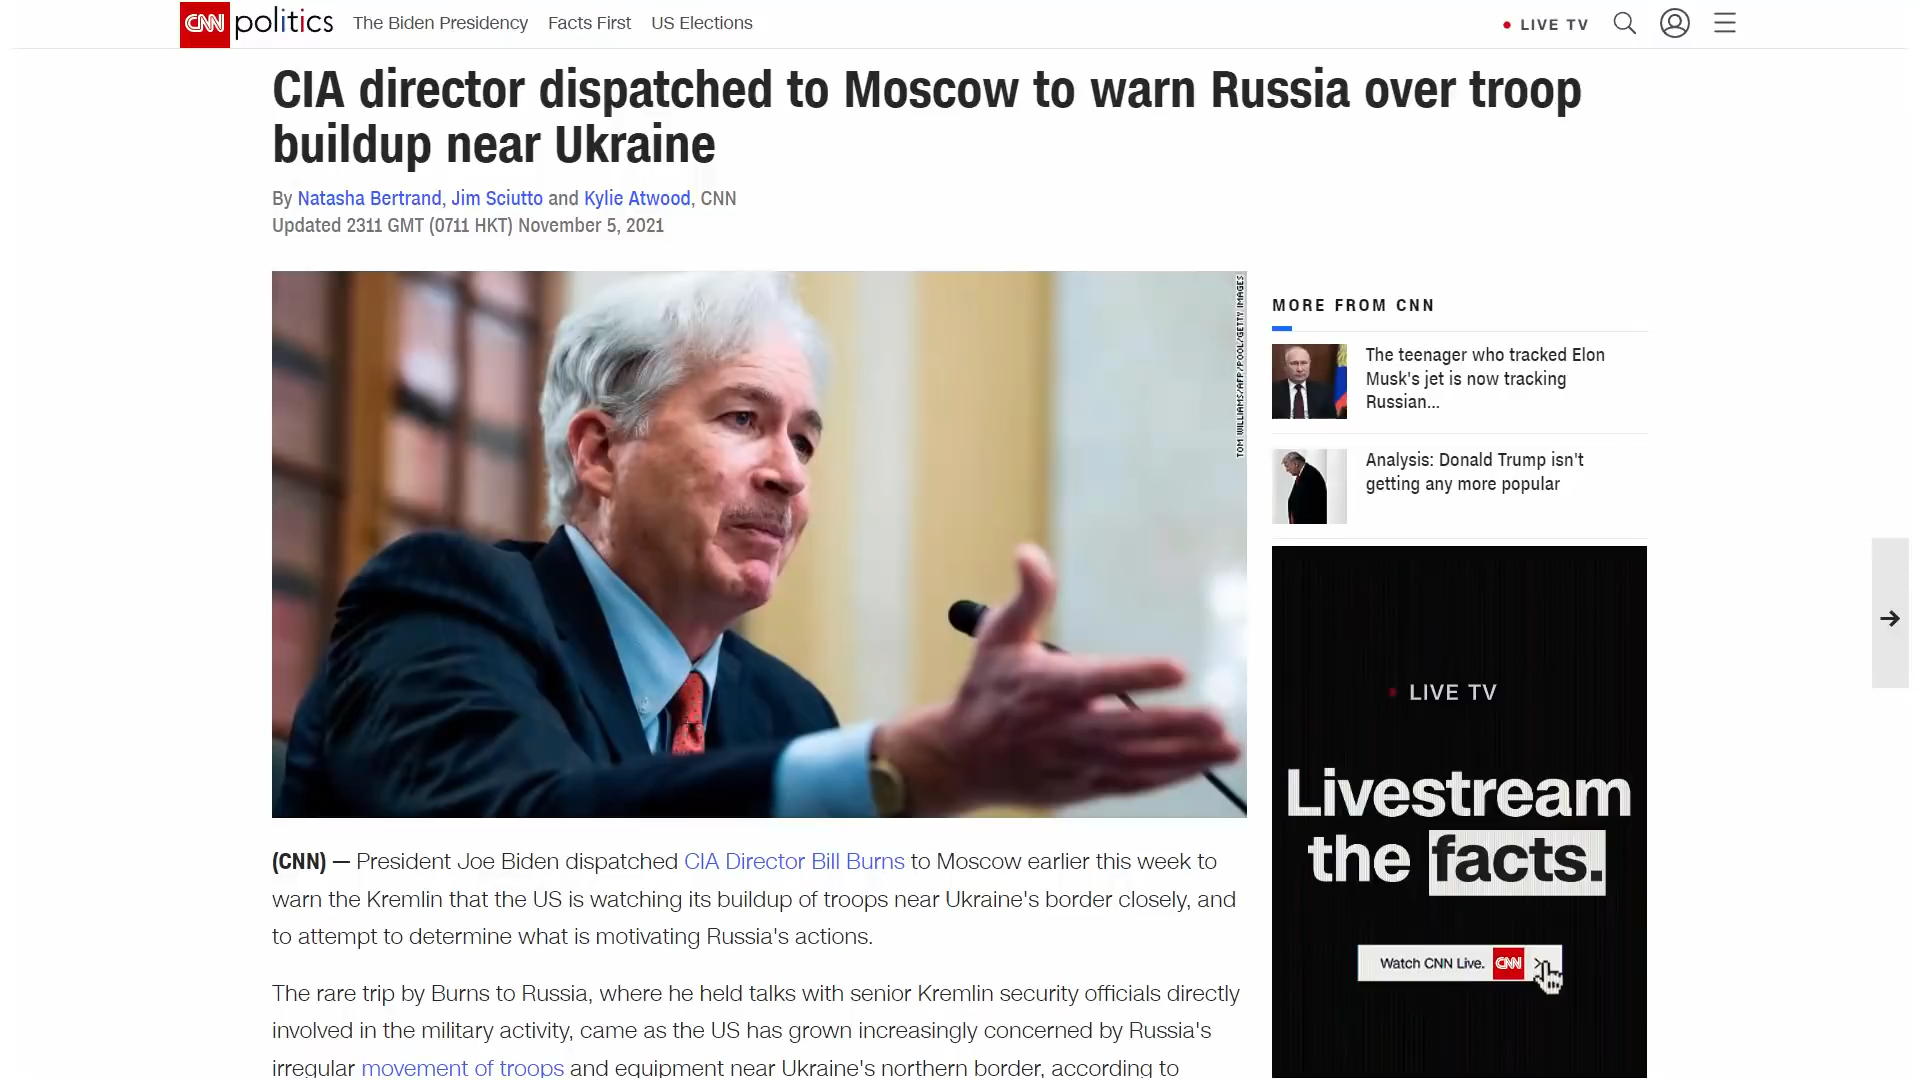 CNN politics The Biden Presidency Facts First US Elections LIVE TV
CIA director dispatched to Moscow to warn Russia over troop
buildup near Ukraine
By Natasha Bertrand, Jim Sciutto and Kylie Atwood, CNN
Updated 2311 GMT (0711 HKT) November 5, 2021
TOM WILLIAMS/AFP/POOL/GETTY IMAGES
(CNN) — President Joe Biden dispatched CIA Director Bill Burns to Moscow earlier this week to
warn the Kremlin that the US is watching its buildup of troops near Ukraine's border closely, and
to attempt to determine what is motivating Russia's actions.
The rare trip by Burns to Russia, where he held talks with senior Kremlin security officials directly
involved in the military activity, came as the US has grown increasingly concerned by Russia's
irregular movement of troops and equipment near Ukraine's northern border, according to
MORE FROM CNN
The teenager who tracked Elon
Musk's jet is now tracking
Russian...
Analysis: Donald Trump isn't
getting any more popular
LIVE TV
Livestream
the facts.
Watch CNN Live. CNN